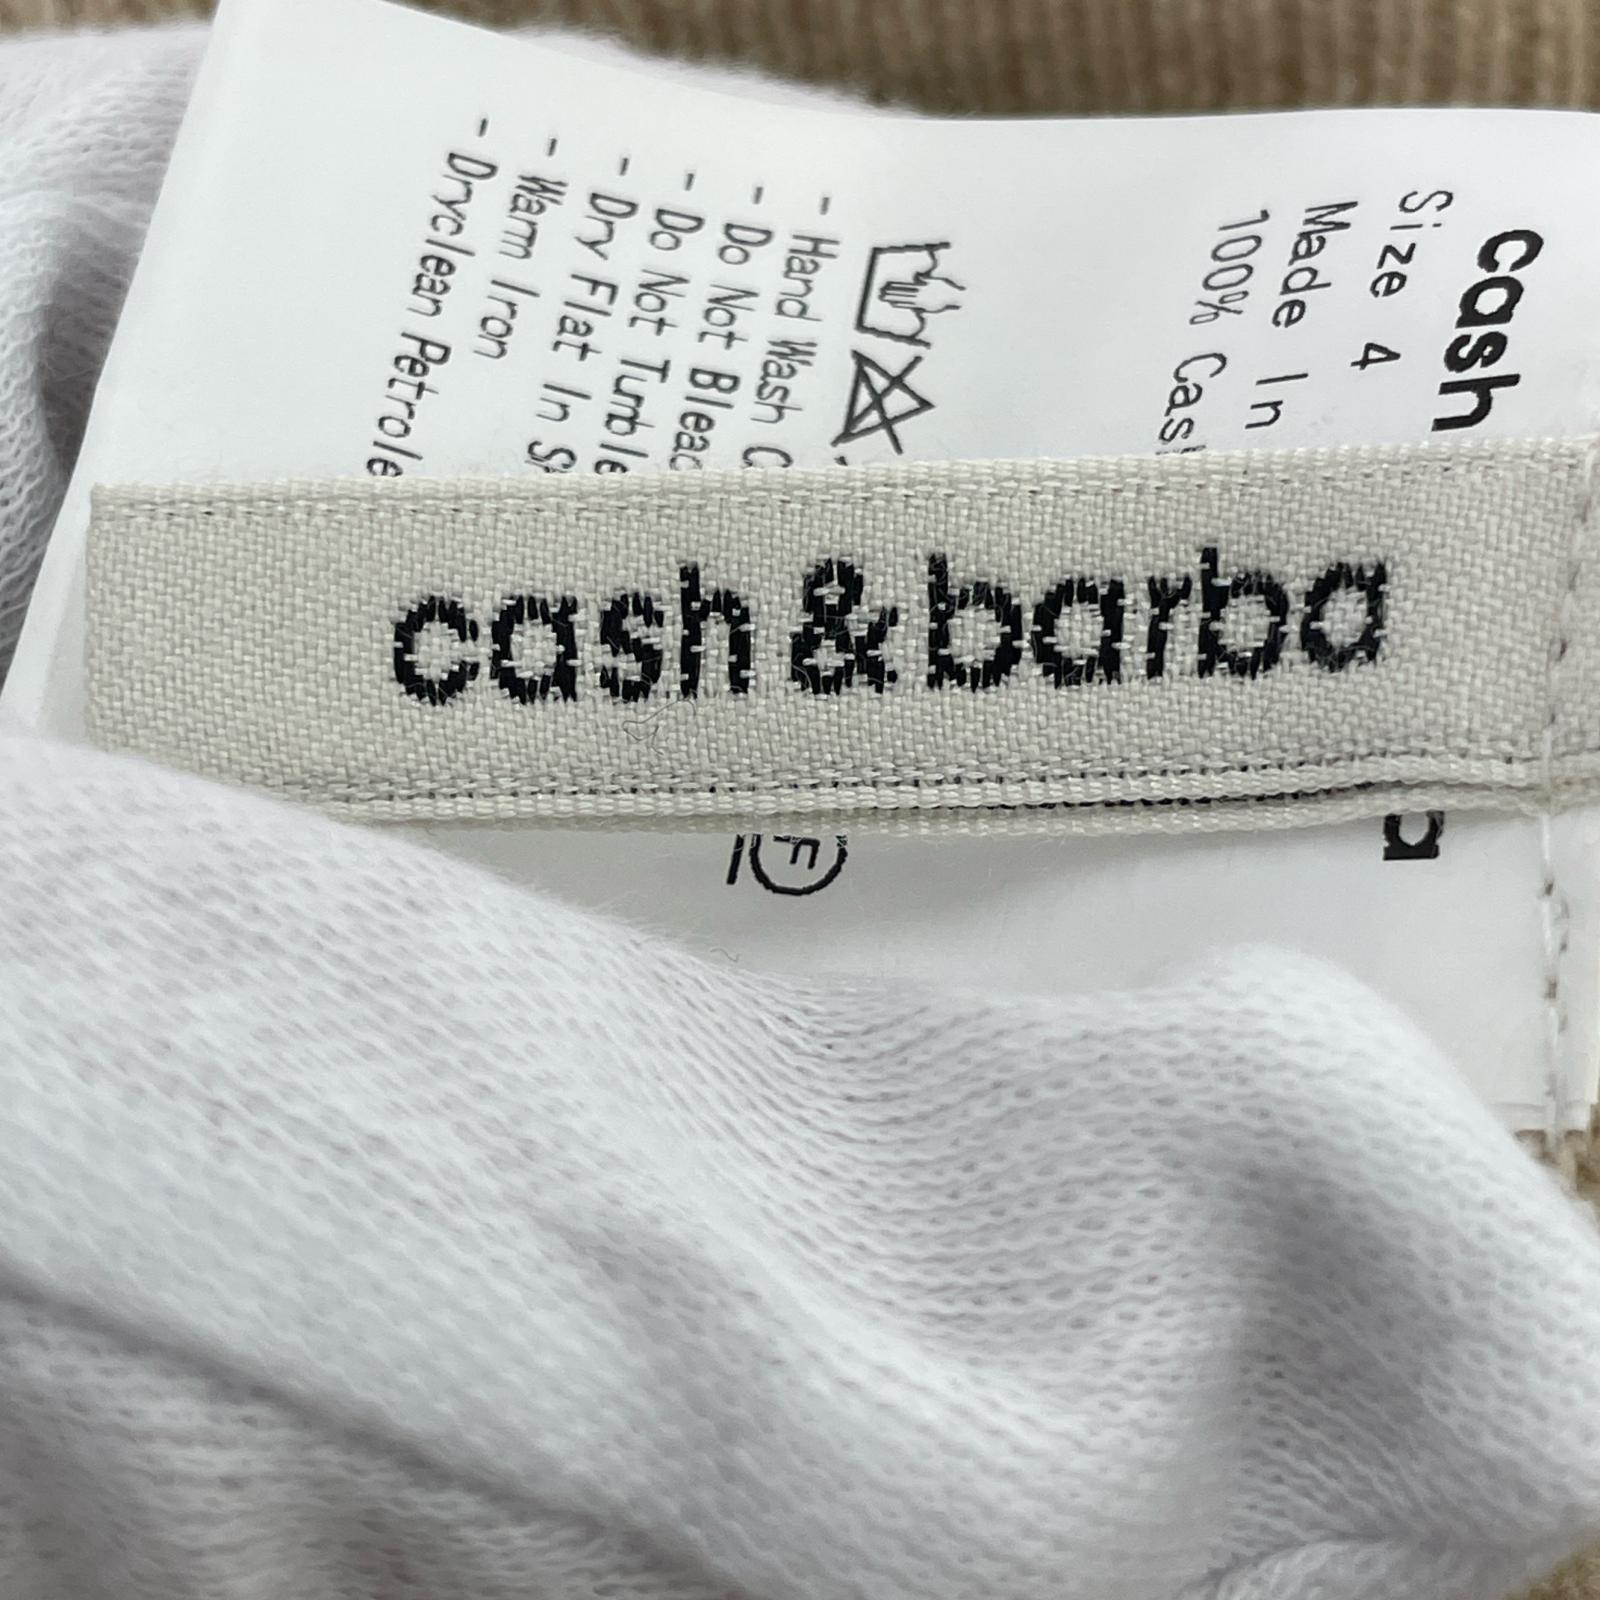 cash & barba
cash
Size 4
Made In
100% Cas
- Hand Wash C
- Do Not Bleac
- Do Not Tumble
- Dry Flat In S
- Warm Iron
- Dryclean Petrole
F
a